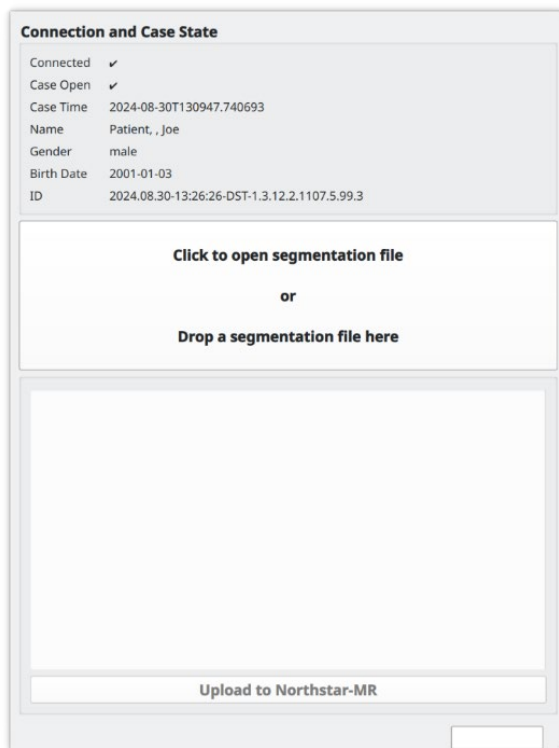 Connection and Case State
Connected ✔
Case Open ✔
Case Time 2024-08-30T130947.740693
Name Patient, , Joe
Gender male
Birth Date 2001-01-03
ID 2024.08.30-13:26:26-DST-1.3.12.2.1107.5.99.3
Click to open segmentation file
or
Drop a segmentation file here
Upload to Northstar-MR